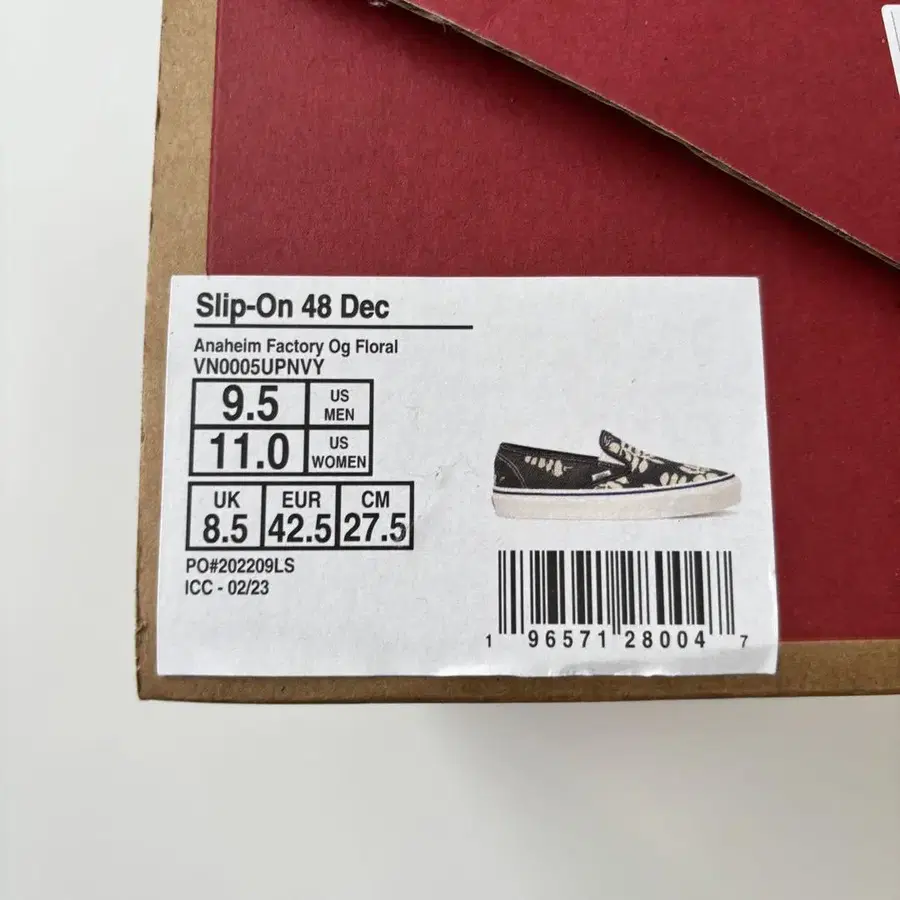 Slip-On 48 Dec
Anaheim Factory Og Floral
VN0005UPNVY
9.5 US MEN
11.0 US WOMEN
UK EUR CM
8.5 42.5 27.5
PO#202209LS
ICC - 02/23
1 96571 28004 7